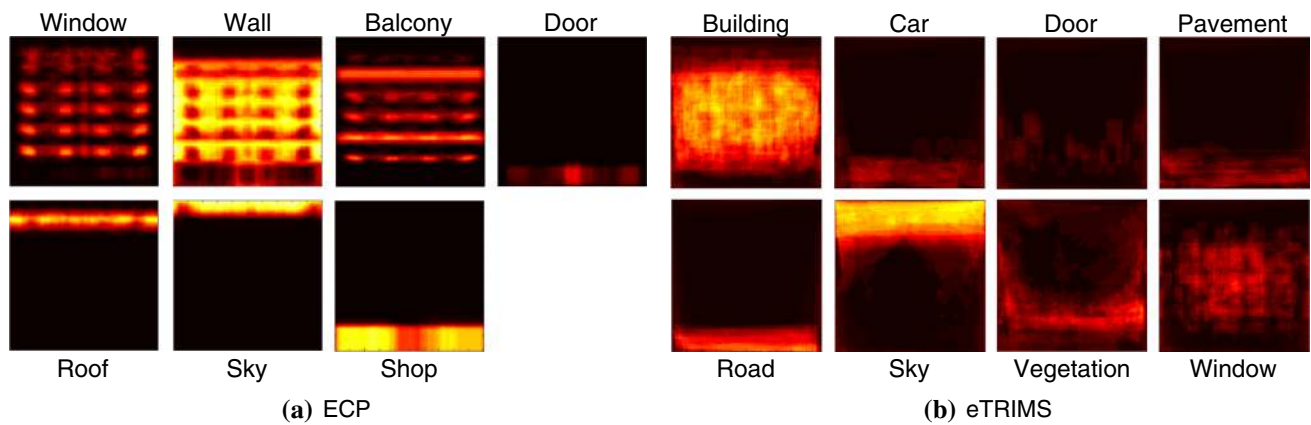 Window Wall Balcony Door Building Car Door Pavement
Roof Sky Shop Road Sky Vegetation Window
(a) ECP (b) eTRIMS